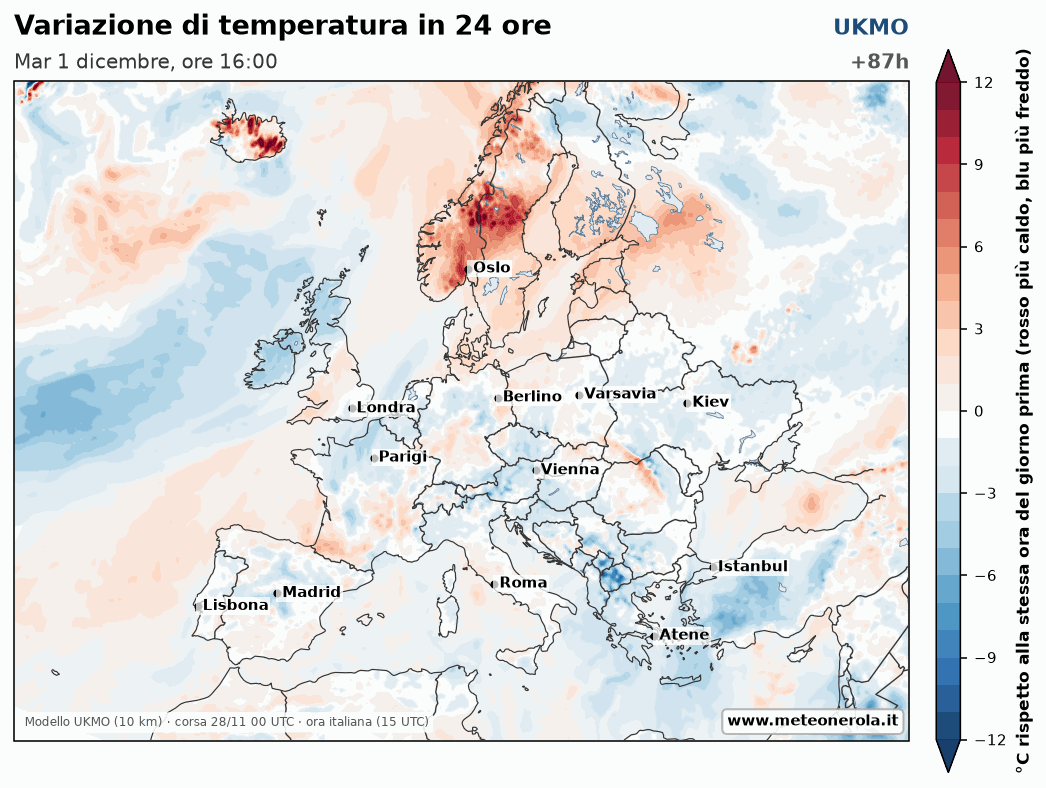 Variazione di temperatura in 24 ore
UKMO
Mar 1 dicembre, ore 16:00
+87h
Oslo
Berlino
Varsavia
Kiev
Londra
Parigi
Vienna
Istanbul
Roma
Madrid
Lisbona
Atene
Modello UKMO (10 km) · corsa 28/11 00 UTC · ora italiana (15 UTC)
www.meteonerola.it
12
9
6
3
0
−3
−6
−9
−12
°C rispetto alla stessa ora del giorno prima (rosso più caldo, blu più freddo)